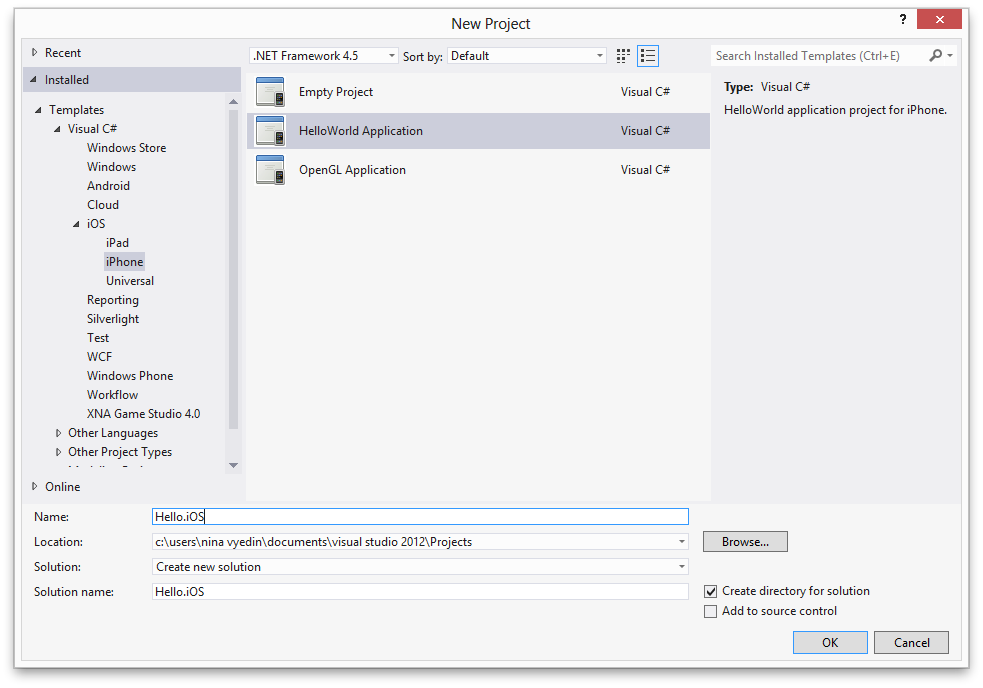 New Project
?
Recent
Installed
Templates
Visual C#
Windows Store
Windows
Android
Cloud
iOS
iPad
iPhone
Universal
Reporting
Silverlight
Test
WCF
Windows Phone
Workflow
XNA Game Studio 4.0
Other Languages
Other Project Types
Online
.NET Framework 4.5 Sort by: Default
Empty Project Visual C#
HelloWorld Application Visual C#
OpenGL Application Visual C#
Search Installed Templates (Ctrl+E)
Type: Visual C#
HelloWorld application project for iPhone.
Name: Hello.iOS
Location: c:\users\nina vyedin\documents\visual studio 2012\Projects Browse...
Solution: Create new solution
Solution name: Hello.iOS
Create directory for solution
Add to source control
OK Cancel